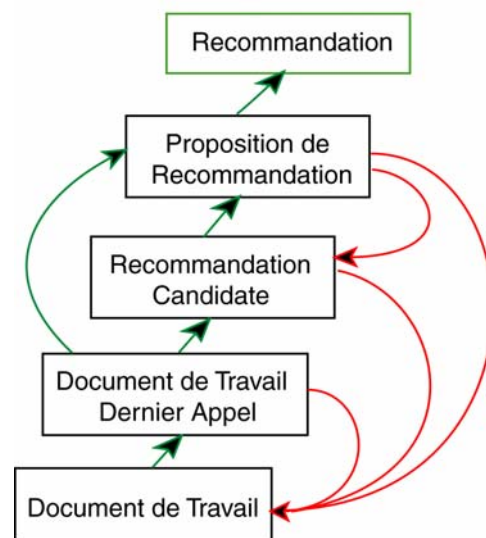 Recommandation
Proposition de
Recommandation
Recommandation
Candidate
Document de Travail
Dernier Appel
Document de Travail